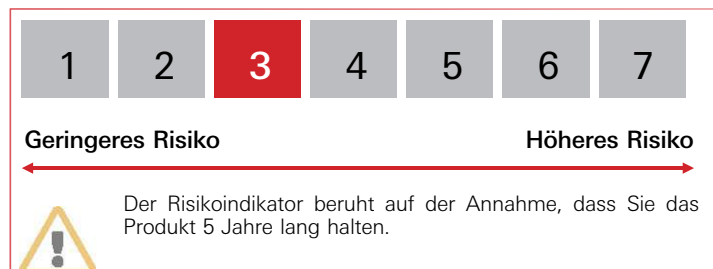 1 2 3 4 5 6 7
Geringeres Risiko Höheres Risiko
Der Risikoindikator beruht auf der Annahme, dass Sie das
Produkt 5 Jahre lang halten.